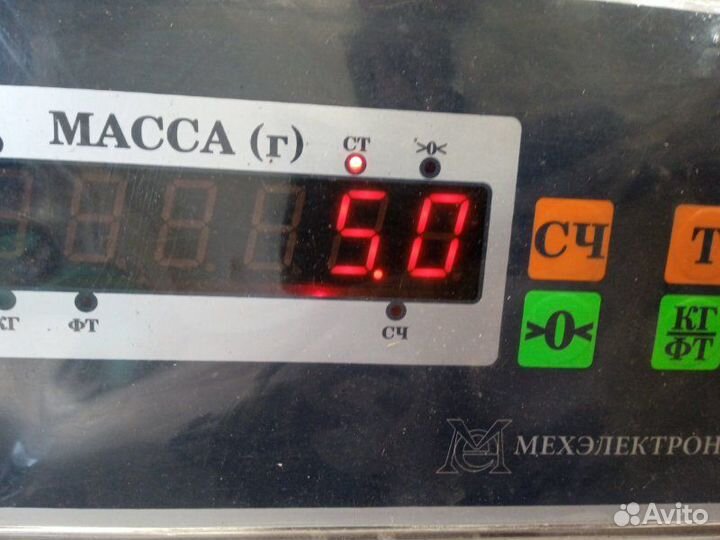 МАССА (г)
СТ
>0<
5.0
КГ
ФТ
СЧ
СЧ
Т
>0<
КГ
ФТ
МЕХЭЛЕКТРОН
Avito